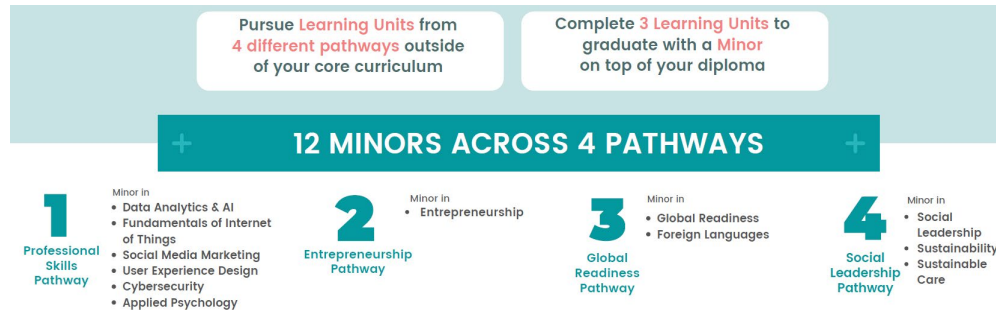 Pursue Learning Units from
4 different pathways outside
of your core curriculum
Complete 3 Learning Units to
graduate with a Minor
on top of your diploma
12 MINORS ACROSS 4 PATHWAYS
1
Professional
Skills
Pathway
Minor in
• Data Analytics & AI
• Fundamentals of Internet
of Things
• Social Media Marketing
• User Experience Design
• Cybersecurity
• Applied Psychology
2
Entrepreneurship
Pathway
Minor in
• Entrepreneurship
3
Global
Readiness
Pathway
Minor in
• Global Readiness
• Foreign Languages
4
Social
Leadership
Pathway
Minor in
• Social
Leadership
• Sustainability
• Sustainable
Care